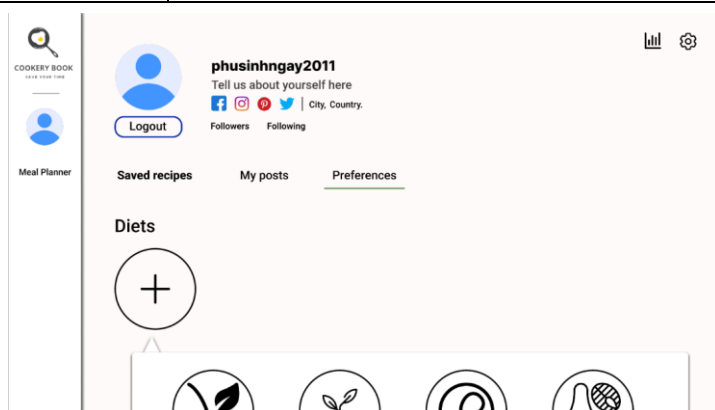 COOKERY BOOK
SAVE YOUR TIME
Meal Planner
phusinhngay2011
Tell us about yourself here
City, Country.
Logout
Followers Following
Saved recipes My posts Preferences
Diets